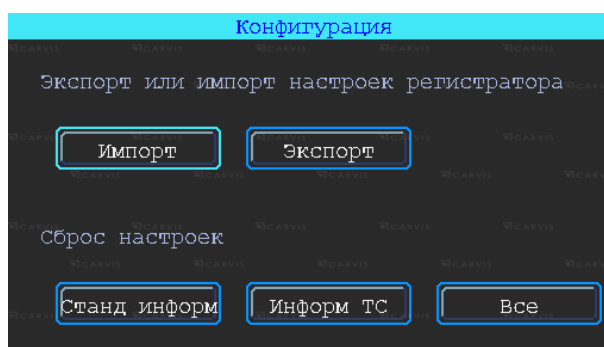 Конфигурация
Экспорт или импорт настроек регистратора
Импорт Экспорт
Сброс настроек
Станд информ Информ ТС Все